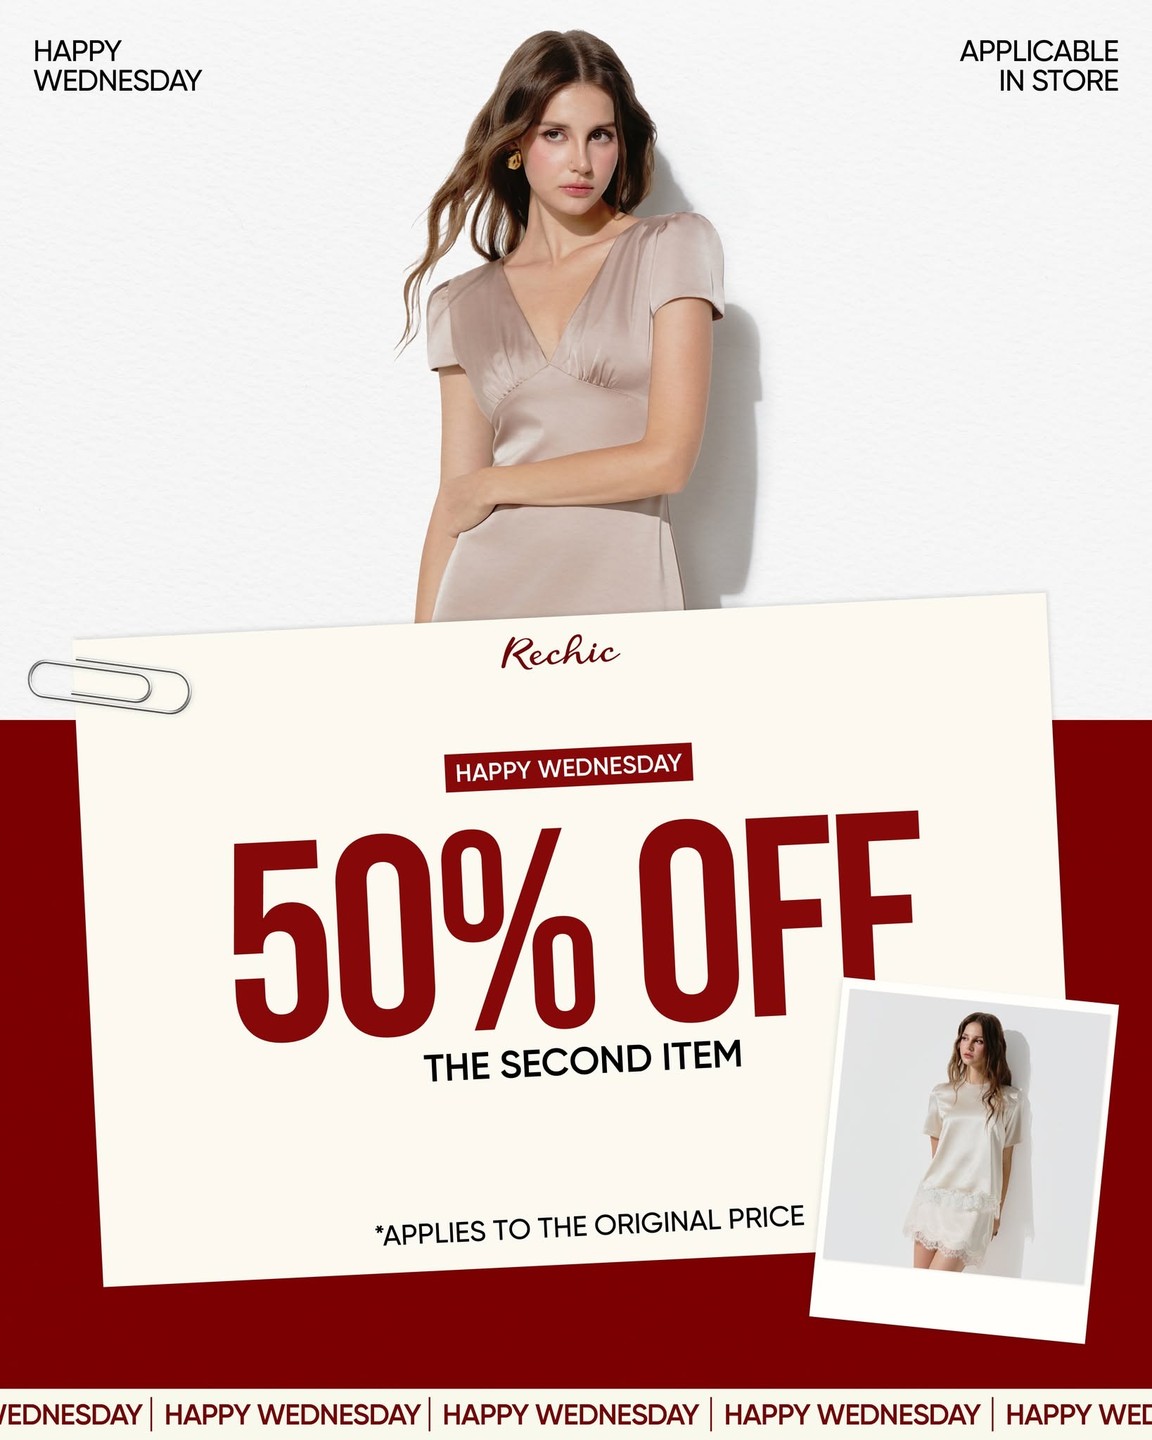 HAPPY
WEDNESDAY
APPLICABLE
IN STORE
Rechic
HAPPY WEDNESDAY
50% OFF
THE SECOND ITEM
*APPLIES TO THE ORIGINAL PRICE
WEDNESDAY | HAPPY WEDNESDAY | HAPPY WEDNESDAY | HAPPY WEDNESDAY | HAPPY WED